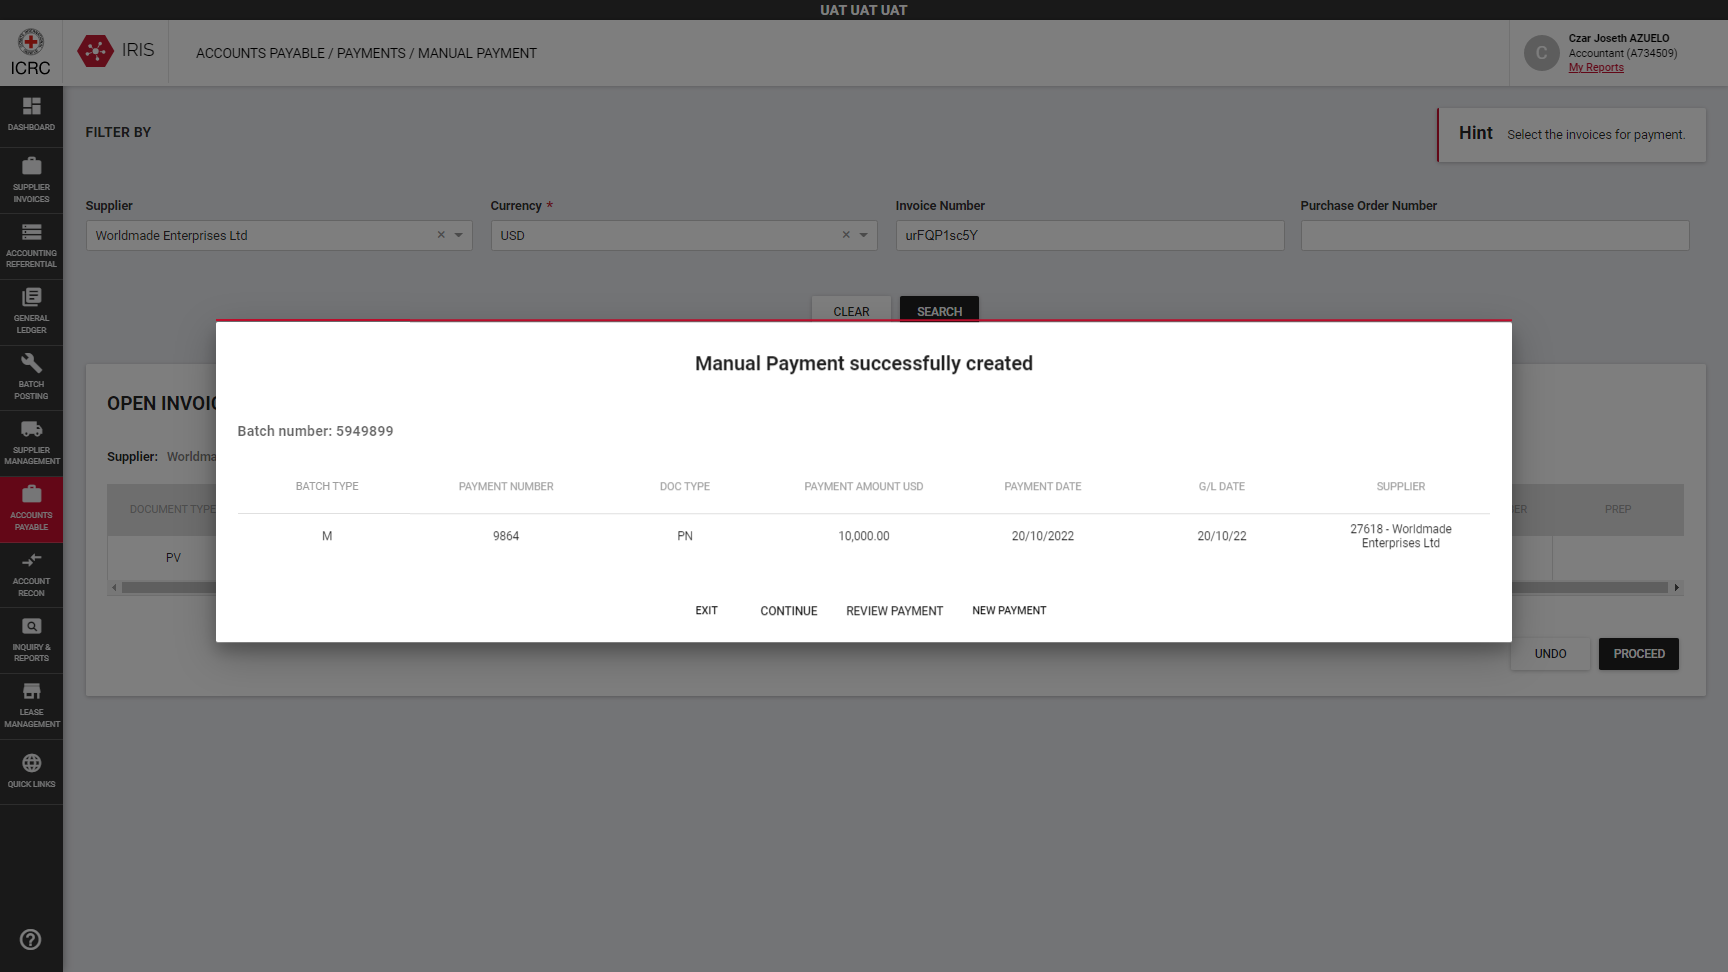 UAT UAT UAT
ICRC
IRIS
ACCOUNTS PAYABLE / PAYMENTS / MANUAL PAYMENT
C
Czar Joseth AZUELO
Accountant (A734509)
My Reports
DASHBOARD
SUPPLIER
INVOICES
ACCOUNTING
REFERENTIAL
GENERAL
LEDGER
BATCH
POSTING
SUPPLIER
MANAGEMENT
ACCOUNTS
PAYABLE
ACCOUNT
RECON
INQUIRY &
REPORTS
LEASE
MANAGEMENT
QUICK LINKS
FILTER BY
Hint Select the invoices for payment.
Supplier Currency * Invoice Number Purchase Order Number
Worldmade Enterprises Ltd USD urFQP1sc5Y
CLEAR SEARCH
OPEN INVOIC
Supplier: Worldma
DOCUMENT TYPE ER PREP
PV
Manual Payment successfully created
Batch number: 5949899
BATCH TYPE PAYMENT NUMBER DOC TYPE PAYMENT AMOUNT USD PAYMENT DATE G/L DATE SUPPLIER
M 9864 PN 10,000.00 20/10/2022 20/10/22 27618 - Worldmade
Enterprises Ltd
EXIT CONTINUE REVIEW PAYMENT NEW PAYMENT
UNDO PROCEED